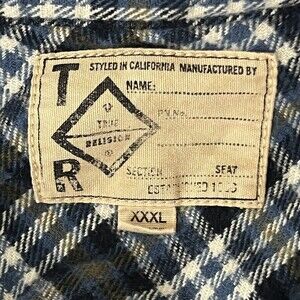 T
R
STYLED IN CALIFORNIA MANUFACTURED BY
NAME:
P.N.No.
TRUE
RELIGION
SECTION SEAT
ESTABLISHED
XXXL